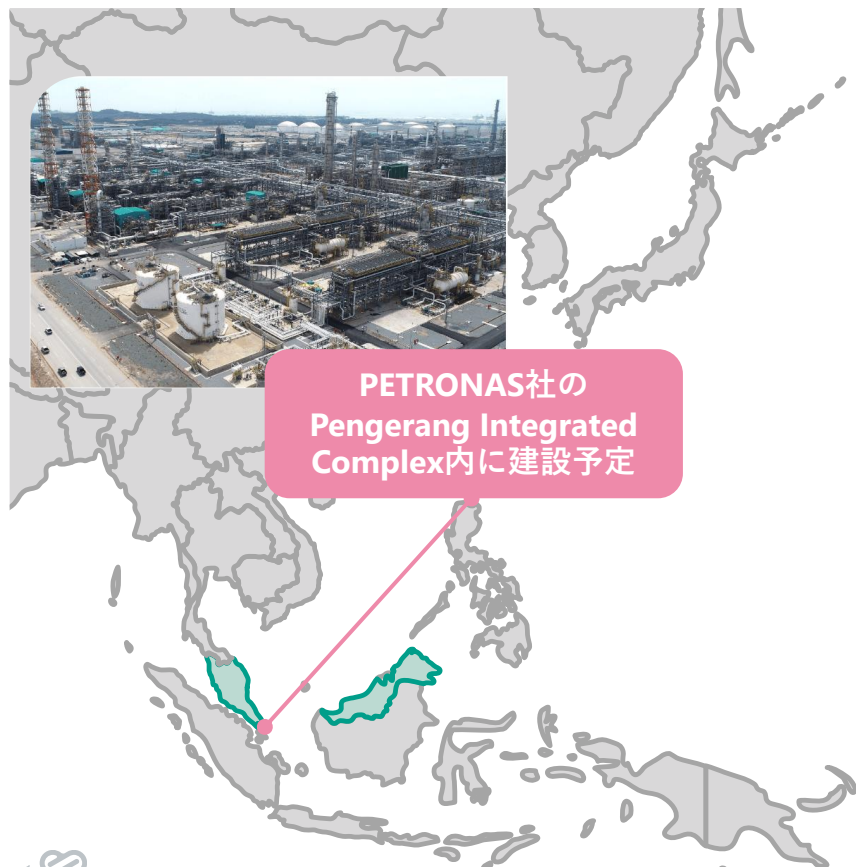 PETRONAS社の
Pengerang Integrated
Complex内に建設予定